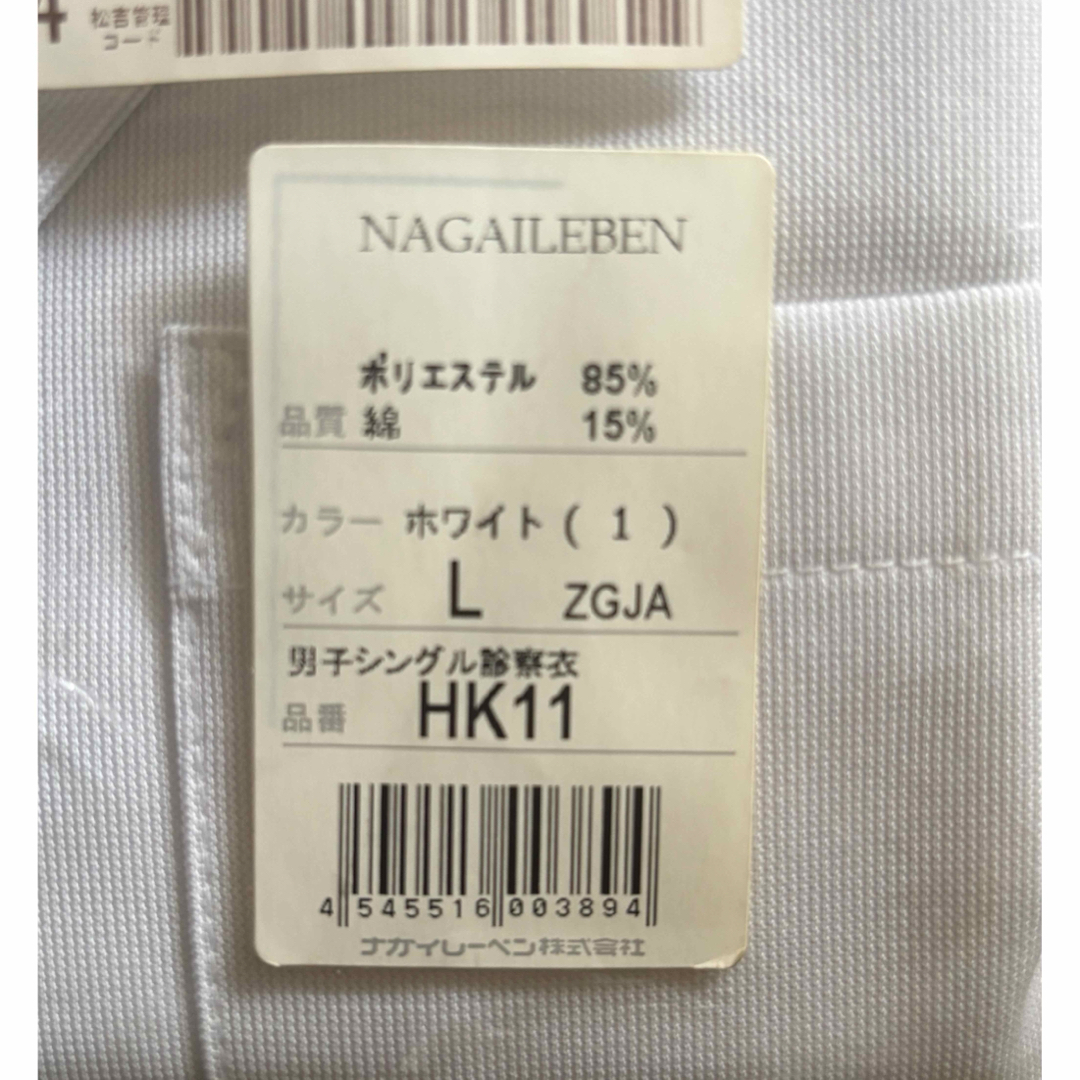 4
松吉管理
コード
NAGAILEBEN
ポリエステル 85%
品質 綿 15%
カラー ホワイト ( 1 )
サイズ L ZGJA
男子シングル診察衣
品番 HK11
4 545516 003894
ナガイレーベン株式会社